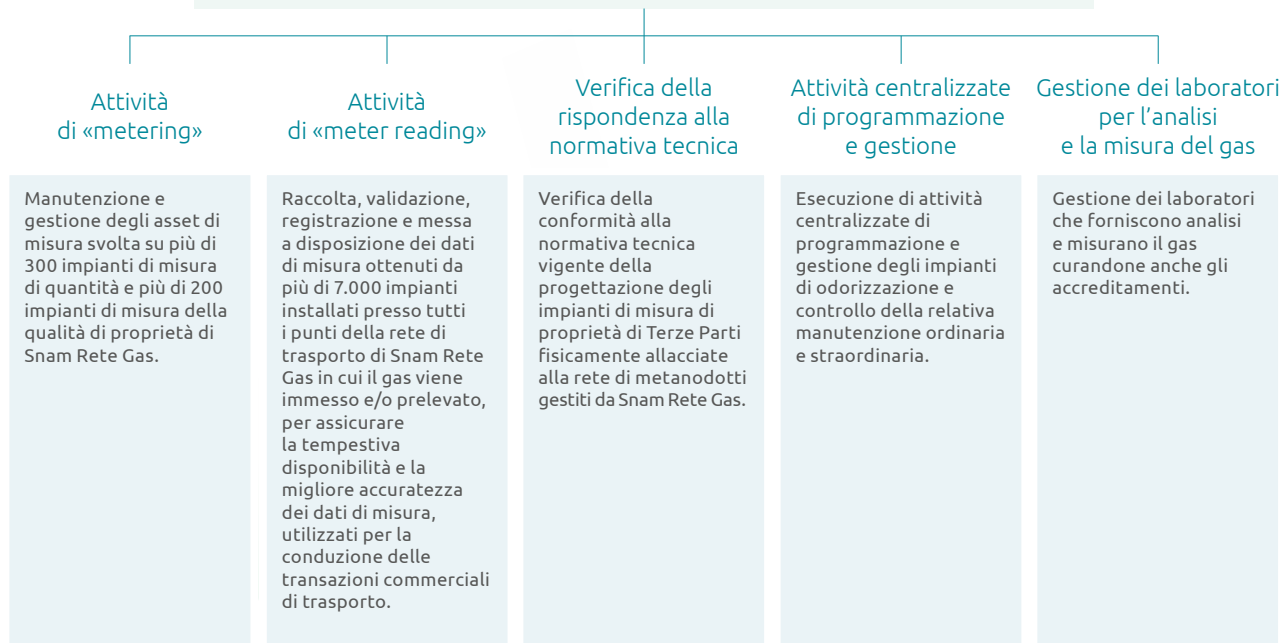 Attività
di «metering»
Manutenzione e
gestione degli asset di
misura svolta su più di
300 impianti di misura
di quantità e più di 200
impianti di misura della
qualità di proprietà di
Snam Rete Gas.
Attività
di «meter reading»
Raccolta, validazione,
registrazione e messa
a disposizione dei dati
di misura ottenuti da
più di 7.000 impianti
installati presso tutti
i punti della rete di
trasporto di Snam Rete
Gas in cui il gas viene
immesso e/o prelevato,
per assicurare
la tempestiva
disponibilità e la
migliore accuratezza
dei dati di misura,
utilizzati per la
conduzione delle
transazioni commerciali
di trasporto.
Verifica della
rispondenza alla
normativa tecnica
Verifica della
conformità alla
normativa tecnica
vigente della
progettazione degli
impianti di misura di
proprietà di Terze Parti
fisicamente allacciate
alla rete di metanodotti
gestiti da Snam Rete Gas.
Attività centralizzate
di programmazione
e gestione
Esecuzione di attività
centralizzate di
programmazione e
gestione degli impianti
di odorizzazione e
controllo della relativa
manutenzione ordinaria
e straordinaria.
Gestione dei laboratori
per l'analisi
e la misura del gas
Gestione dei laboratori
che forniscono analisi
e misurano il gas
curandone anche gli
accreditamenti.